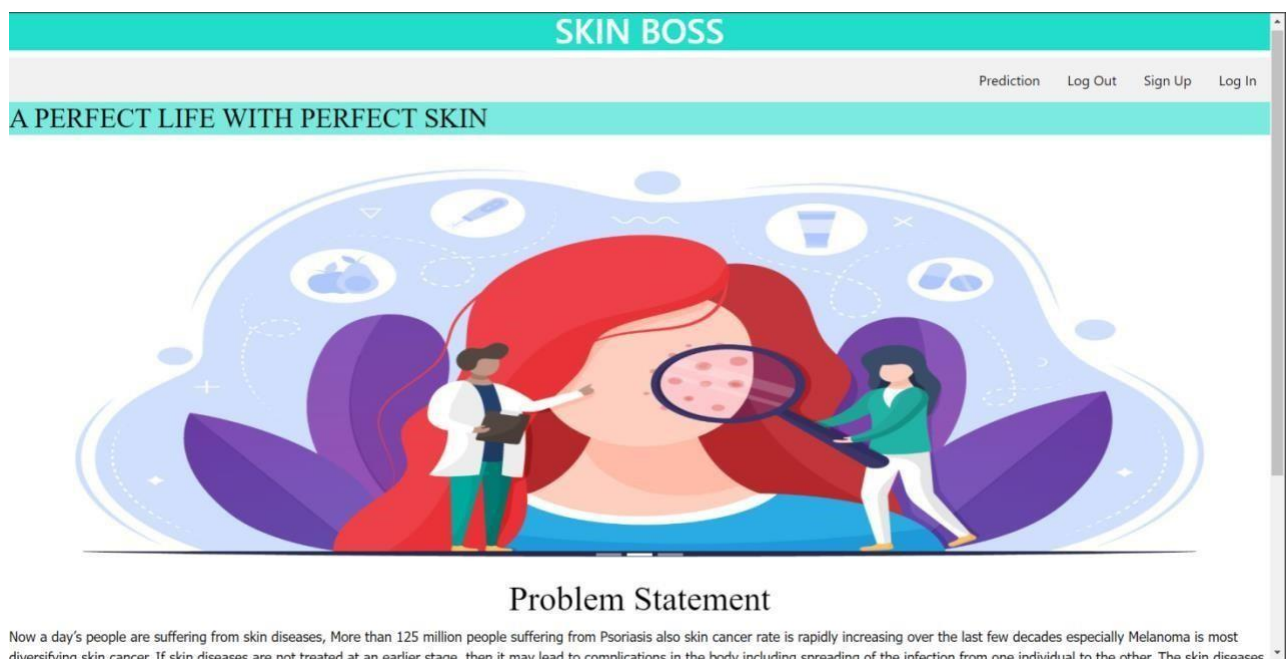 SKIN BOSS
Prediction Log Out Sign Up Log In
A PERFECT LIFE WITH PERFECT SKIN
Problem Statement
Now a day's people are suffering from skin diseases, More than 125 million people suffering from Psoriasis also skin cancer rate is rapidly increasing over the last few decades especially Melanoma is most
diversifying skin cancer. If skin diseases are not treated at an earlier stage, then it may lead to complications in the body including spreading of the infection from one individual to the other. The skin diseases